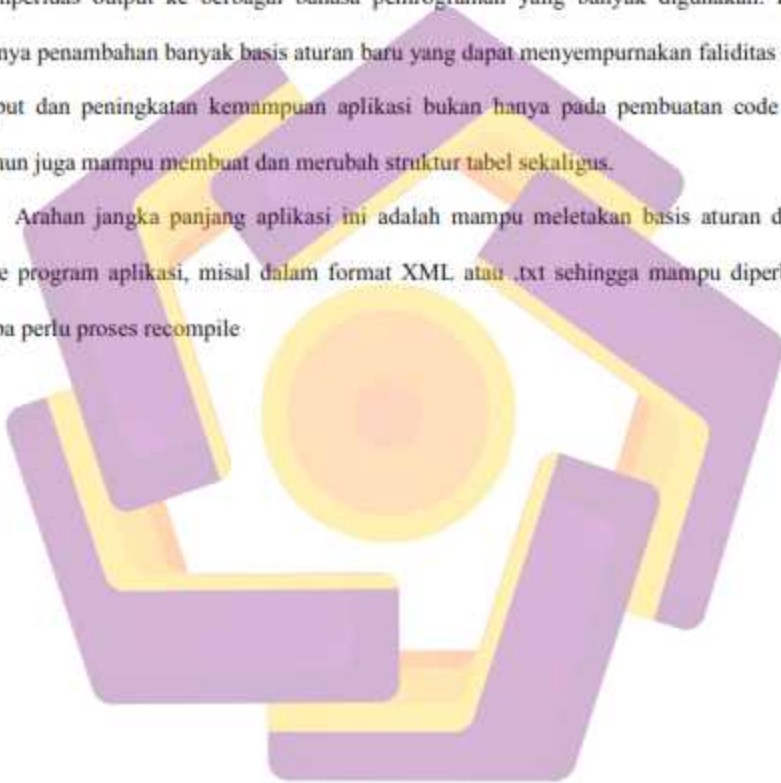 mperluas output ke berbagai bahasa pemrograman yang banyak digunakan.
nya penambahan banyak basis aturan baru yang dapat menyempurnakan faliditas
out dan peningkatan kemampuan aplikasi bukan hanya pada pembuatan code
un juga mampu membuat dan merubah struktur tabel sekaligus.
Arahan jangka panjang aplikasi ini adalah mampu meletakan basis aturan d
e program aplikasi, misal dalam format XML atau .txt sehingga mampu diper
pa perlu proses recompile